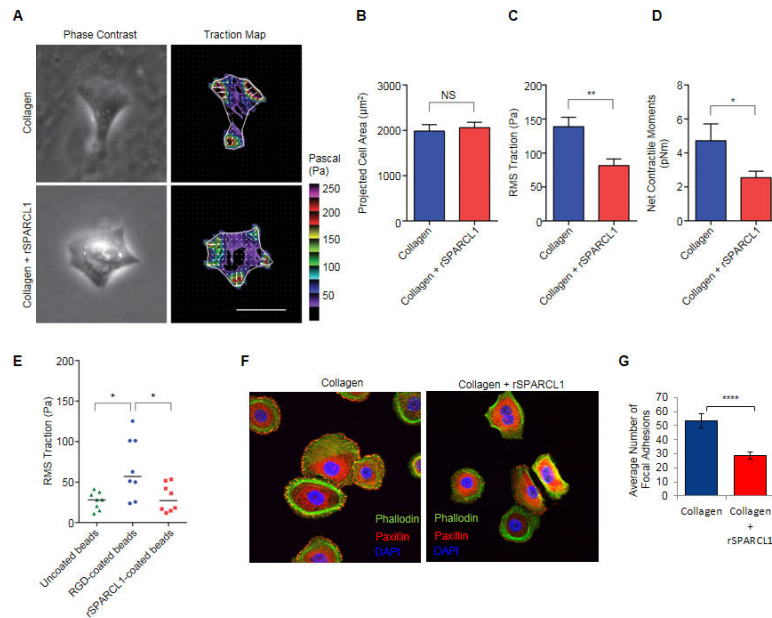 A
Phase Contrast
Traction Map
Collagen
Collagen + rSPARCL1
Pascal
(Pa)
250
200
150
100
50
B
Projected Cell Area (μm²)
3000
2000
1000
0
NS
Collagen
Collagen + rSPARCL1
C
RMS Traction (Pa)
200
150
100
50
0
**
Collagen
Collagen + rSPARCL1
D
Net Contractile Moments
(pNm)
8
6
4
2
0
*
Collagen
Collagen + rSPARCL1
E
RMS Traction (Pa)
200
150
100
50
0
*
*
Uncoated beads
RGD-coated beads
rSPARCL1-coated beads
F
Collagen
Collagen + rSPARCL1
Phallodin
Paxillin
DAPI
Phallodin
Paxillin
DAPI
G
Average Number of
Focal Adhesions
80
70
60
50
40
30
20
10
0
****
Collagen
Collagen
+
rSPARCL1